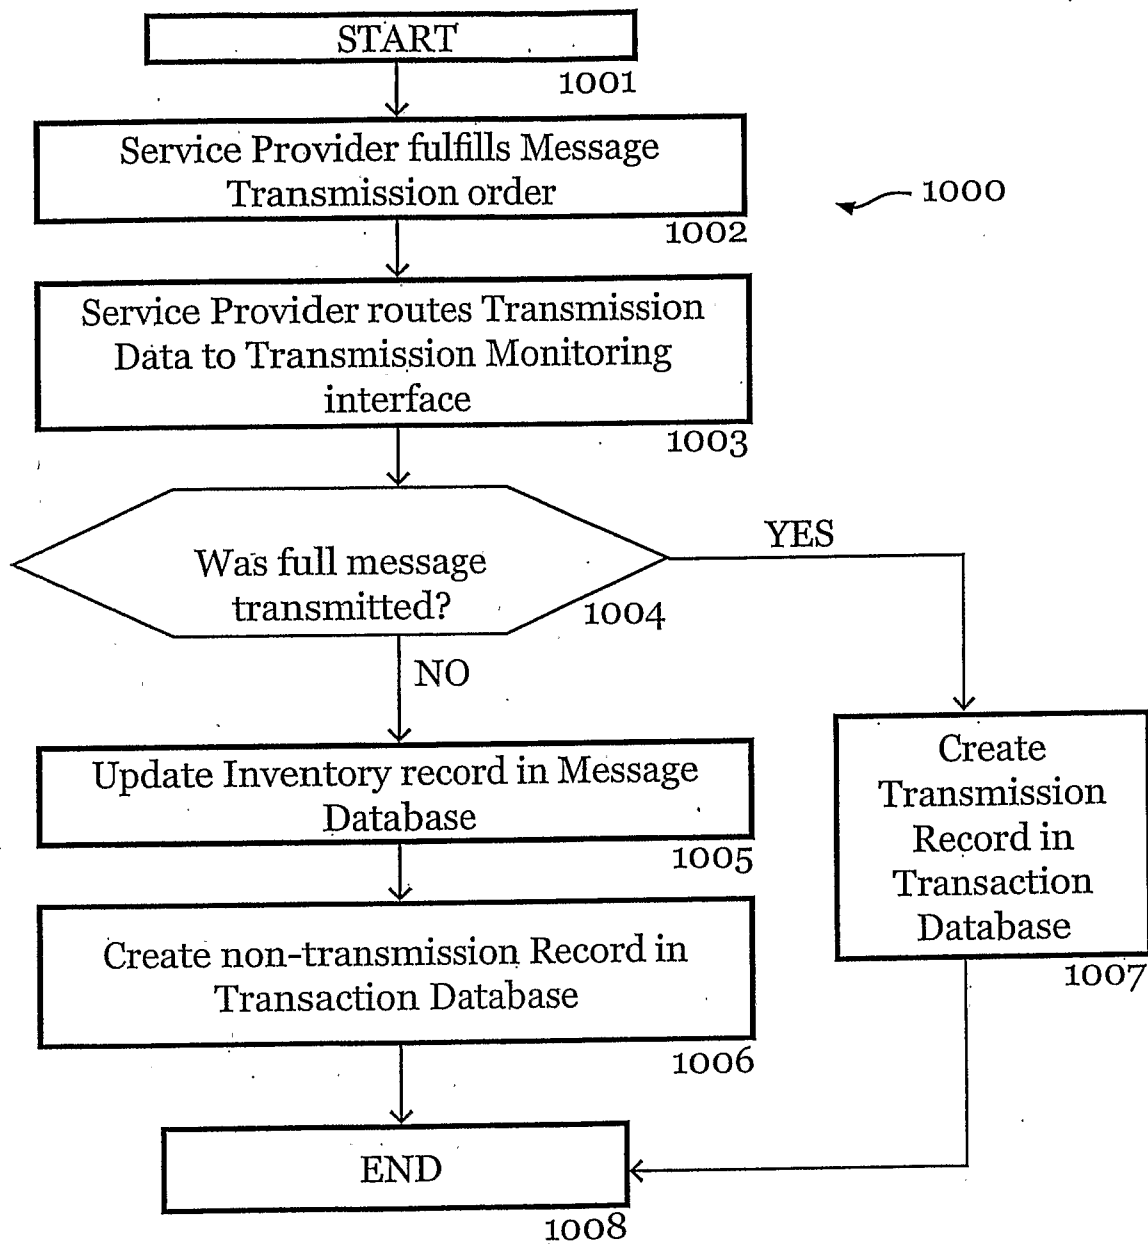 START
1001
Service Provider fulfills Message
Transmission order
1002
1000
Service Provider routes Transmission
Data to Transmission Monitoring
interface
1003
Was full message
transmitted?
1004
YES
NO
Update Inventory record in Message
Database
1005
Create non-transmission Record in
Transaction Database
1006
Create
Transmission
Record in
Transaction
Database
1007
END
1008